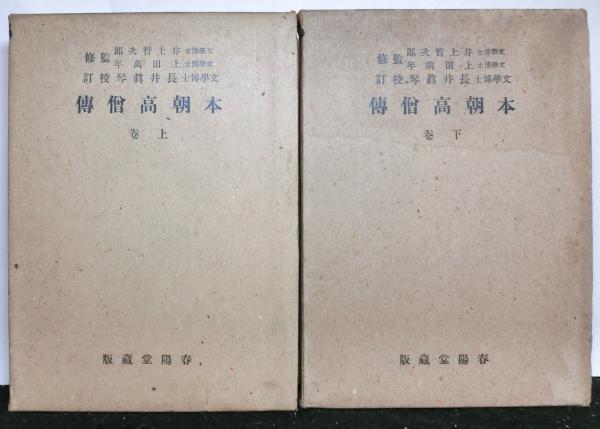 文學博士井上哲次郎
文學博士上田萬年
監修
文學博士長井眞琴校訂
本朝高僧傳
上卷
春陽堂藏版
文學博士井上哲次郎
文學博士上田萬年
監修
文學博士長井眞琴校訂
本朝高僧傳
下卷
春陽堂藏版